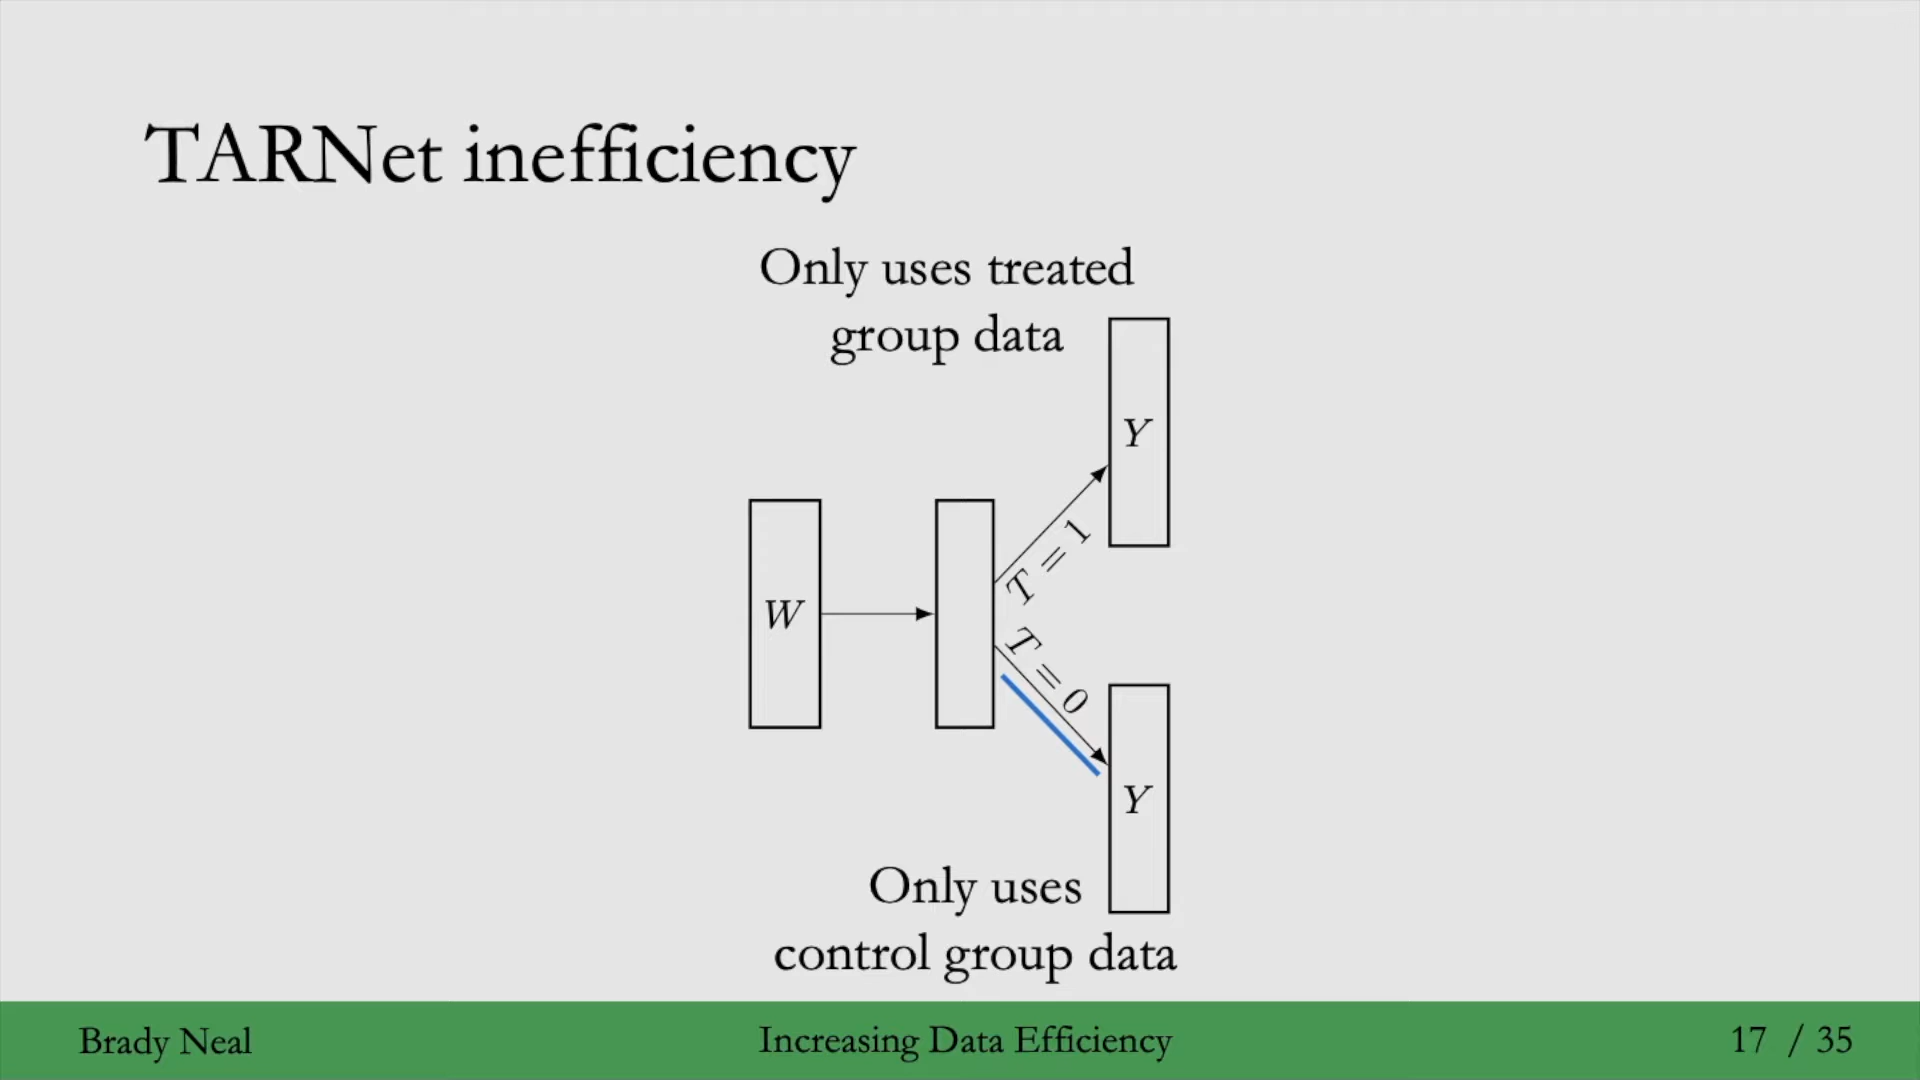 TARNet inefficiency
Only uses treated
group data
Y
T = 1
W
T = 0
Y
Only uses
control group data
Brady Neal
Increasing Data Efficiency
17 / 35